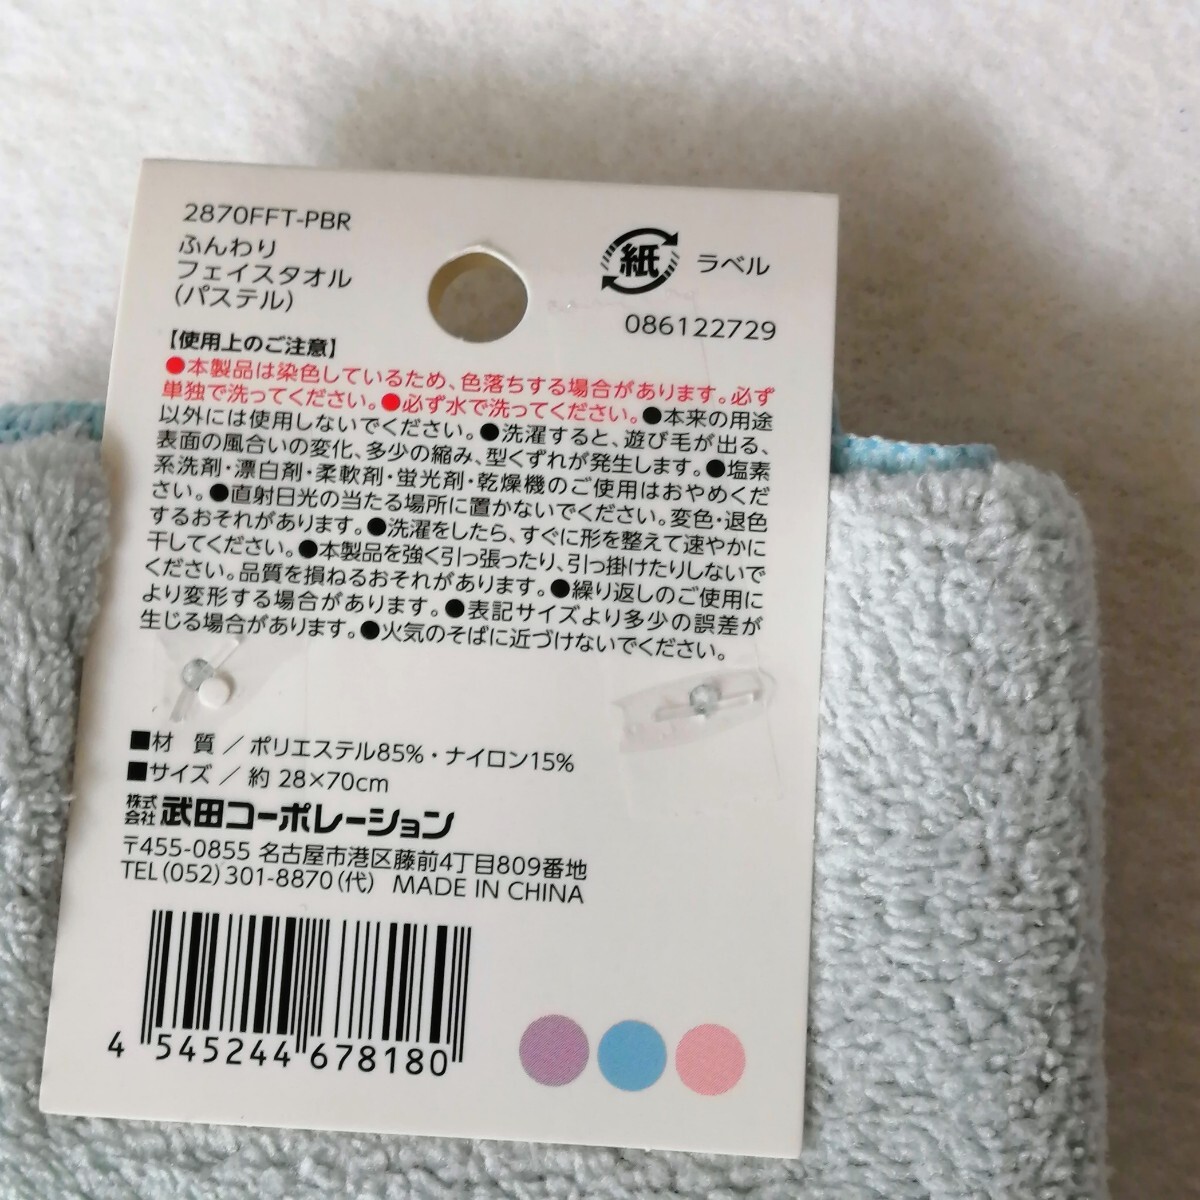 2870FFT-PBR
ふんわり
フェイスタオル
(パステル)
紙 ラベル
086122729
【使用上のご注意】
●本製品は染色しているため、色落ちする場合があります。必ず
単独で洗ってください。●必ず水で洗ってください。●本来の用途
以外には使用しないでください。●洗濯すると、遊び毛が出る、
表面の風合いの変化、多少の縮み、型くずれが発生します。●塩素
系洗剤・漂白剤・柔軟剤・蛍光剤・乾燥機のご使用はおやめくだ
さい。●直射日光の当たる場所に置かないでください。変色・退色
するおそれがあります。●洗濯をしたら、すぐに形を整えて速やかに
干してください。●本製品を強く引っ張ったり、引っ掛けたりしないで
ください。品質を損ねるおそれがあります。●繰り返しのご使用に
より変形する場合があります。●表記サイズより多少の誤差が
生じる場合があります。●火気のそばに近づけないでください。
■材 質／ポリエステル85%・ナイロン15%
■サイズ／約 28×70cm
株式会社 武田コーポレーション
〒455-0855 名古屋市港区藤前4丁目809番地
TEL(052)301-8870(代) MADE IN CHINA
4 545244 678180